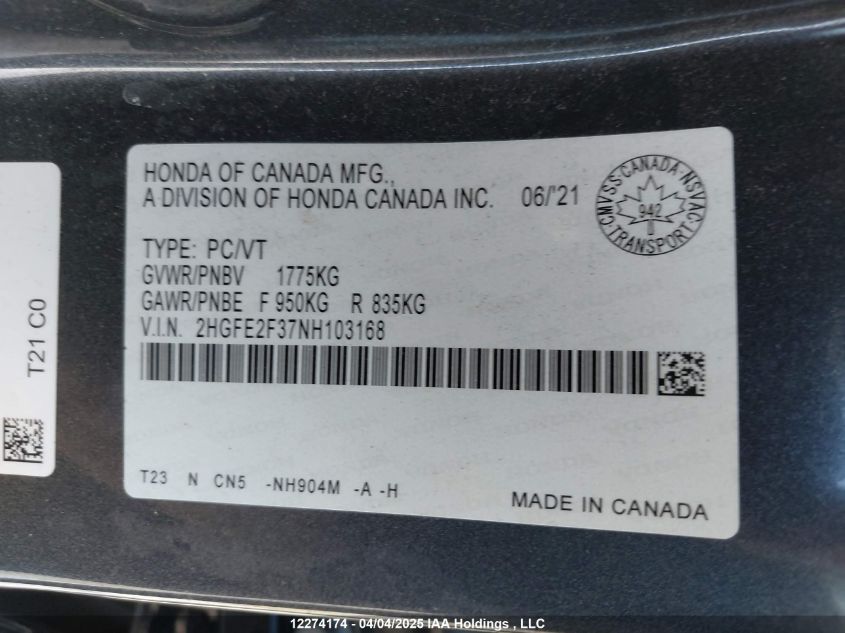 HONDA OF CANADA MFG.,
A DIVISION OF HONDA CANADA INC. 06/'21
CMVSS·CANADA·NSVAC
942
TRANSPORT
TYPE: PC/VT
GVWR/PNBV 1775KG
GAWR/PNBE F 950KG R 835KG
V.I.N. 2HGFE2F37NH103168
T23 N CN5 -NH904M -A -H
MADE IN CANADA
T21 C0
12274174 - 04/04/2025 IAA Holdings , LLC